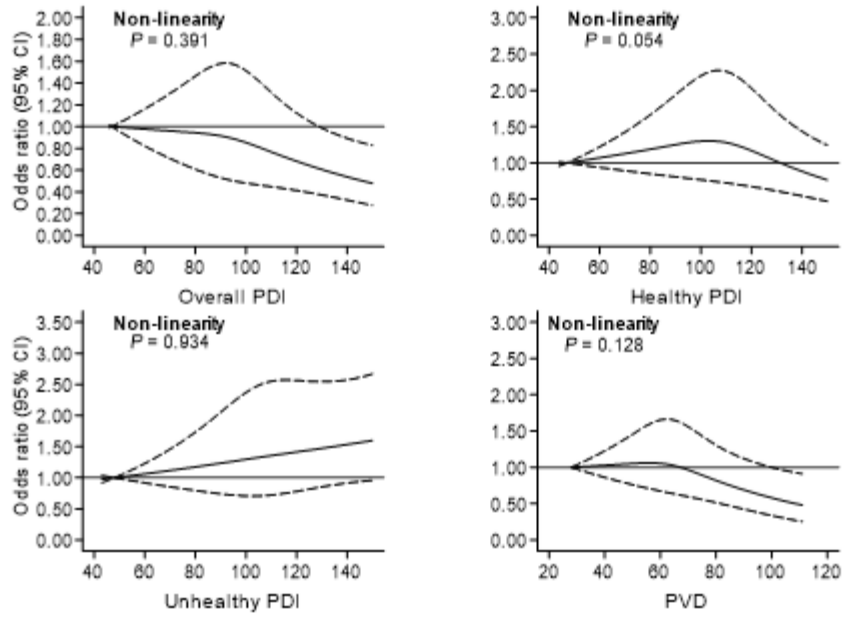 Non-linearity
P = 0.391
2.00
1.80
1.60
1.40
1.20
1.00
0.80
0.60
0.40
0.20
0.00
Odds ratio (95% CI)
40 60 80 100 120 140
Overall PDI
Non-linearity
P = 0.054
3.00
2.50
2.00
1.50
1.00
0.50
0.00
40 60 80 100 120 140
Healthy PDI
Non-linearity
P = 0.934
3.50
3.00
2.50
2.00
1.50
1.00
0.50
0.00
Odds ratio (95% CI)
40 60 80 100 120 140
Unhealthy PDI
Non-linearity
P = 0.128
3.00
2.50
2.00
1.50
1.00
0.50
0.00
20 40 60 80 100 120
PVD